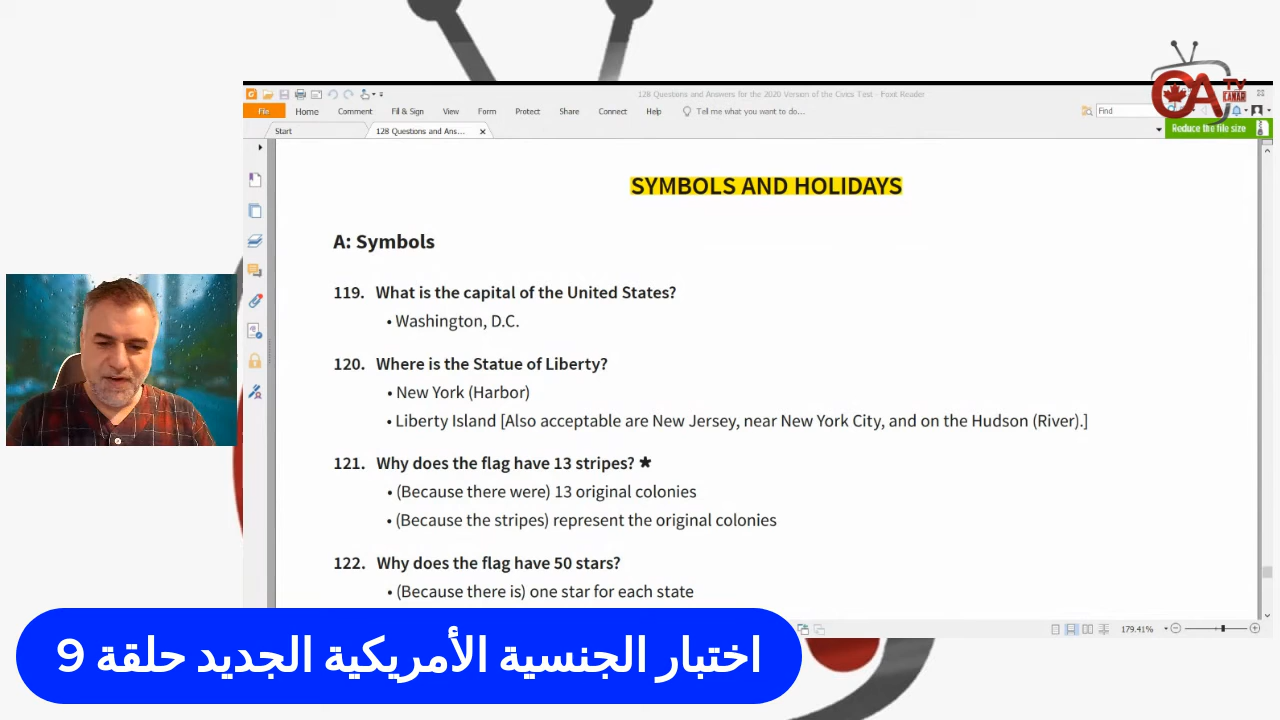 CA TV
KANAR
128 Questions and Answers for the 2020 Version of the Civics Test - Foxit Reader
File Home Comment Fill & Sign View Form Protect Share Connect Help Tell me what you want to do... Find
Reduce the file size
Start 128 Questions and Ans...
SYMBOLS AND HOLIDAYS
A: Symbols
119. What is the capital of the United States?
• Washington, D.C.
120. Where is the Statue of Liberty?
• New York (Harbor)
• Liberty Island [Also acceptable are New Jersey, near New York City, and on the Hudson (River).]
121. Why does the flag have 13 stripes? *
• (Because there were) 13 original colonies
• (Because the stripes) represent the original colonies
122. Why does the flag have 50 stars?
• (Because there is) one star for each state
179.41%
اختبار الجنسية الأمريكية الجديد حلقة 9